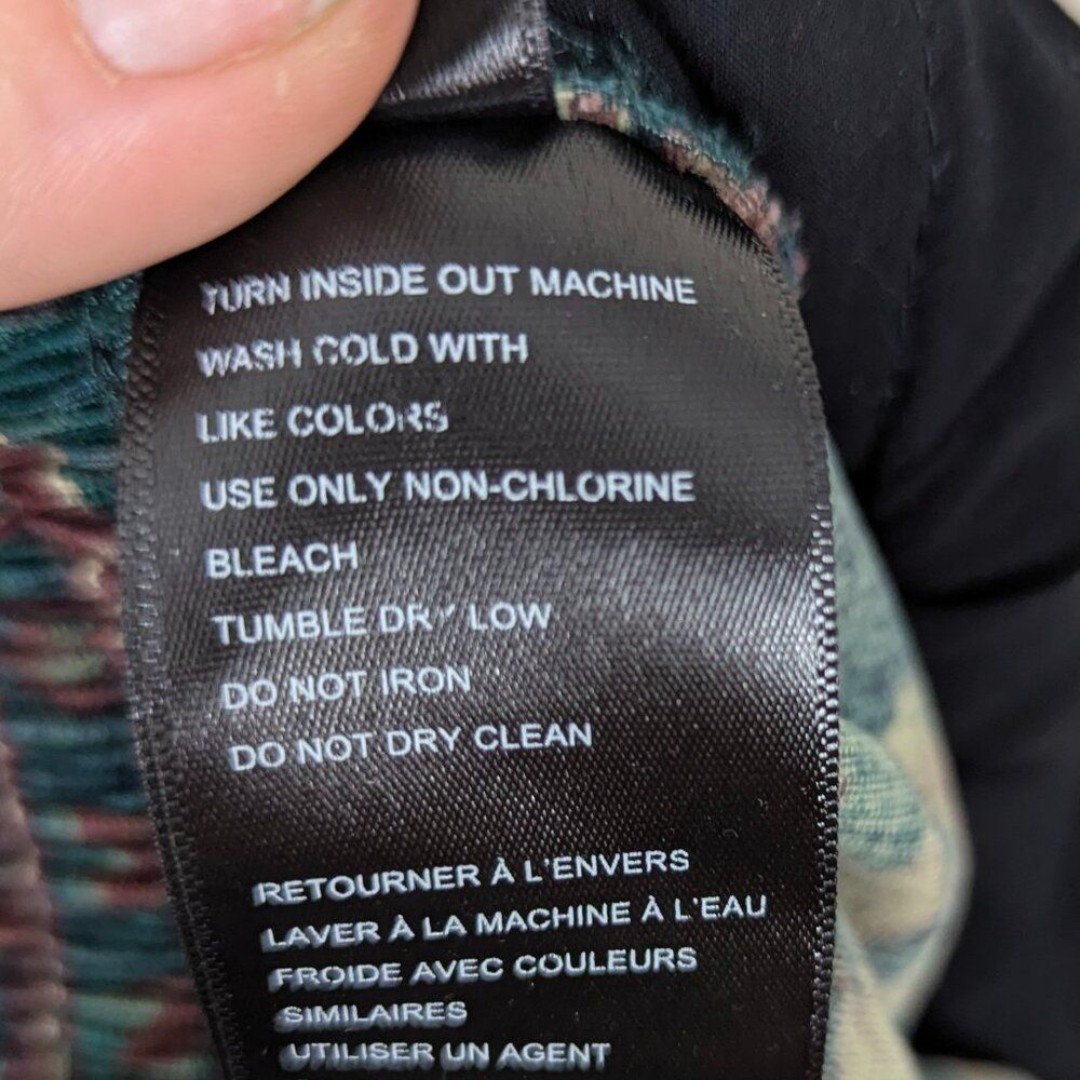 TURN INSIDE OUT MACHINE
WASH COLD WITH
LIKE COLORS
USE ONLY NON-CHLORINE
BLEACH
TUMBLE DRY LOW
DO NOT IRON
DO NOT DRY CLEAN
RETOURNER À L'ENVERS
LAVER À LA MACHINE À L'EAU
FROIDE AVEC COULEURS
SIMILAIRES
UTILISER UN AGENT